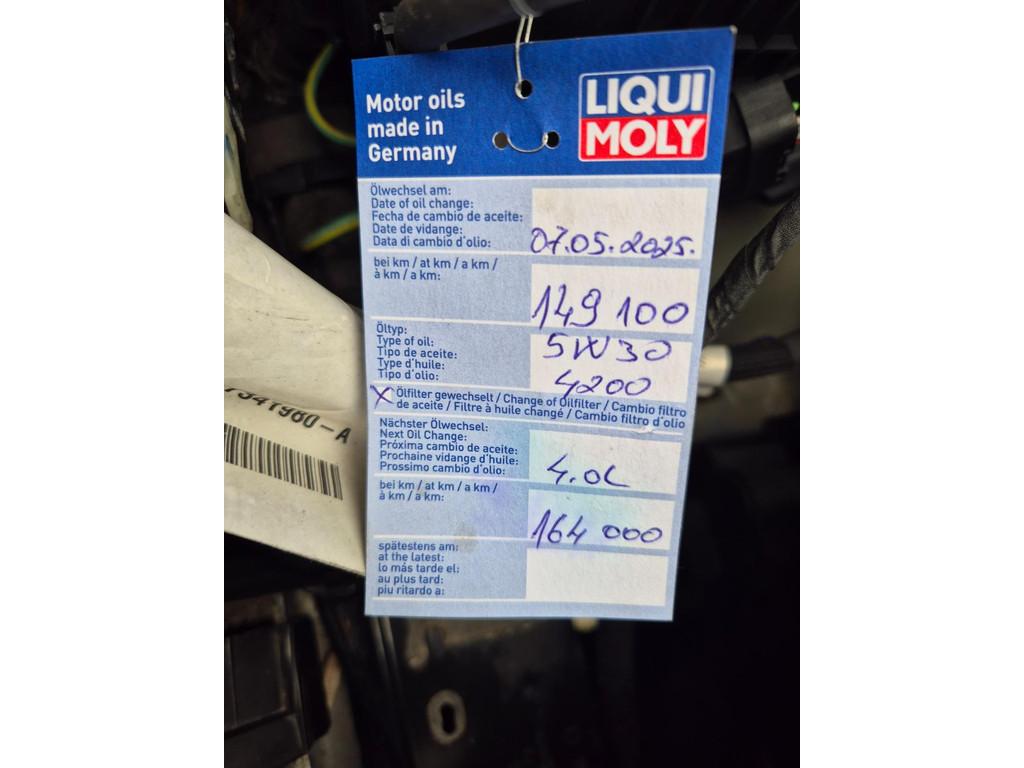 Motor oils
made in
Germany
LIQUI
MOLY
Ölwechsel am:
Date of oil change:
Fecha de cambio de aceite:
Date de vidange:
Data di cambio d'olio:
07.05.2025.
bei km / at km / a km /
à km / a km:
149 100
Öltyp:
Type of oil:
Tipo de aceite:
Type d'huile:
Tipo d'olio:
5W30
4200
X Ölfilter gewechselt / Change of Oilfilter / Cambio filtro
de aceite / Filtre à huile changé / Cambio filtro d'olio
Nächster Ölwechsel:
Next Oil Change:
Próxima cambio de aceite:
Prochaine vidange d'huile:
Prossimo cambio d'olio:
4.0L
bei km / at km / a km /
à km / a km:
164 000
spätestens am:
at the latest:
lo más tarde el:
au plus tard:
piu ritardo a:
7341980-A